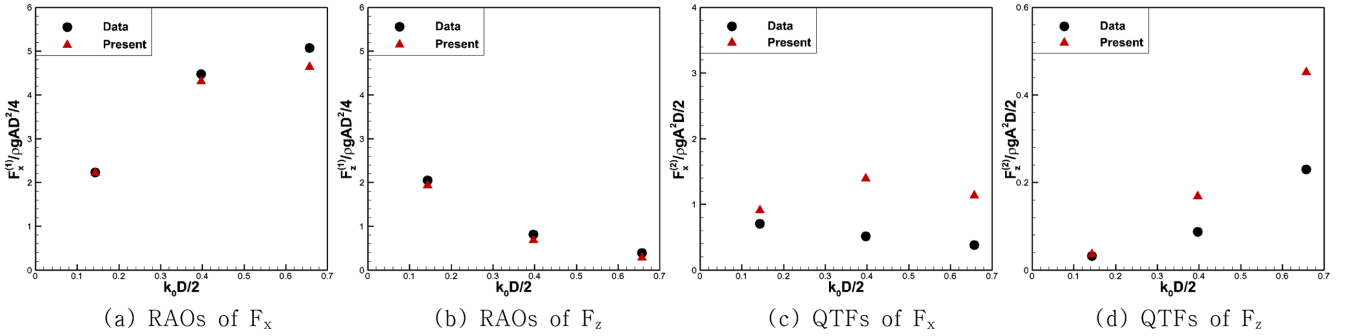 6
5
4
3
2
1
0
F_x^(1)/ρgAD²/4
Data
Present
0 0.1 0.2 0.3 0.4 0.5 0.6 0.7
k₀D/2
(a) RAOs of Fₓ
6
5
4
3
2
1
0
F_z^(1)/ρgAD²/4
Data
Present
0 0.1 0.2 0.3 0.4 0.5 0.6 0.7
k₀D/2
(b) RAOs of F_z
4
3
2
1
0
F_x^(2)/ρgA²D/2
Data
Present
0 0.1 0.2 0.3 0.4 0.5 0.6 0.7
k₀D/2
(c) QTFs of Fₓ
0.6
0.4
0.2
0
F_z^(2)/ρgA²D/2
Data
Present
0 0.1 0.2 0.3 0.4 0.5 0.6 0.7
k₀D/2
(d) QTFs of F_z